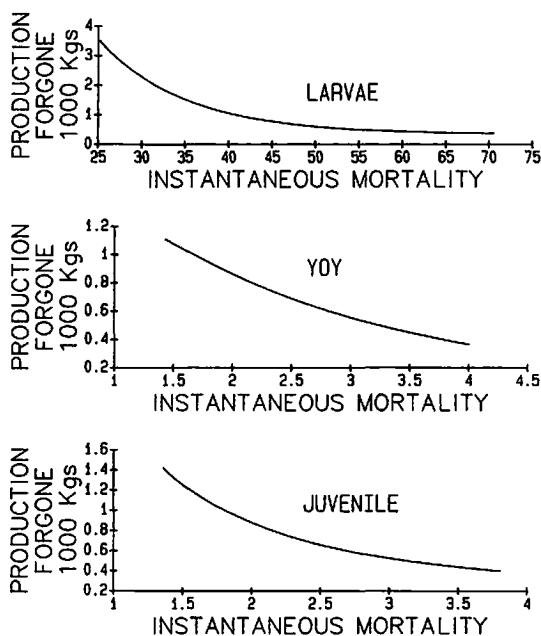 PRODUCTION
FORGONE
1000 Kgs
4
3
2
1
0
LARVAE
25 30 35 40 45 50 55 60 65 70 75
INSTANTANEOUS MORTALITY
PRODUCTION
FORGONE
1000 Kgs
1.2
1
0.8
0.6
0.4
0.2
YOY
1 1.5 2 2.5 3 3.5 4 4.5
INSTANTANEOUS MORTALITY
PRODUCTION
FORGONE
1000 Kgs
1.6
1.4
1.2
1
0.8
0.6
0.4
0.2
JUVENILE
1 1.5 2 2.5 3 3.5 4
INSTANTANEOUS MORTALITY